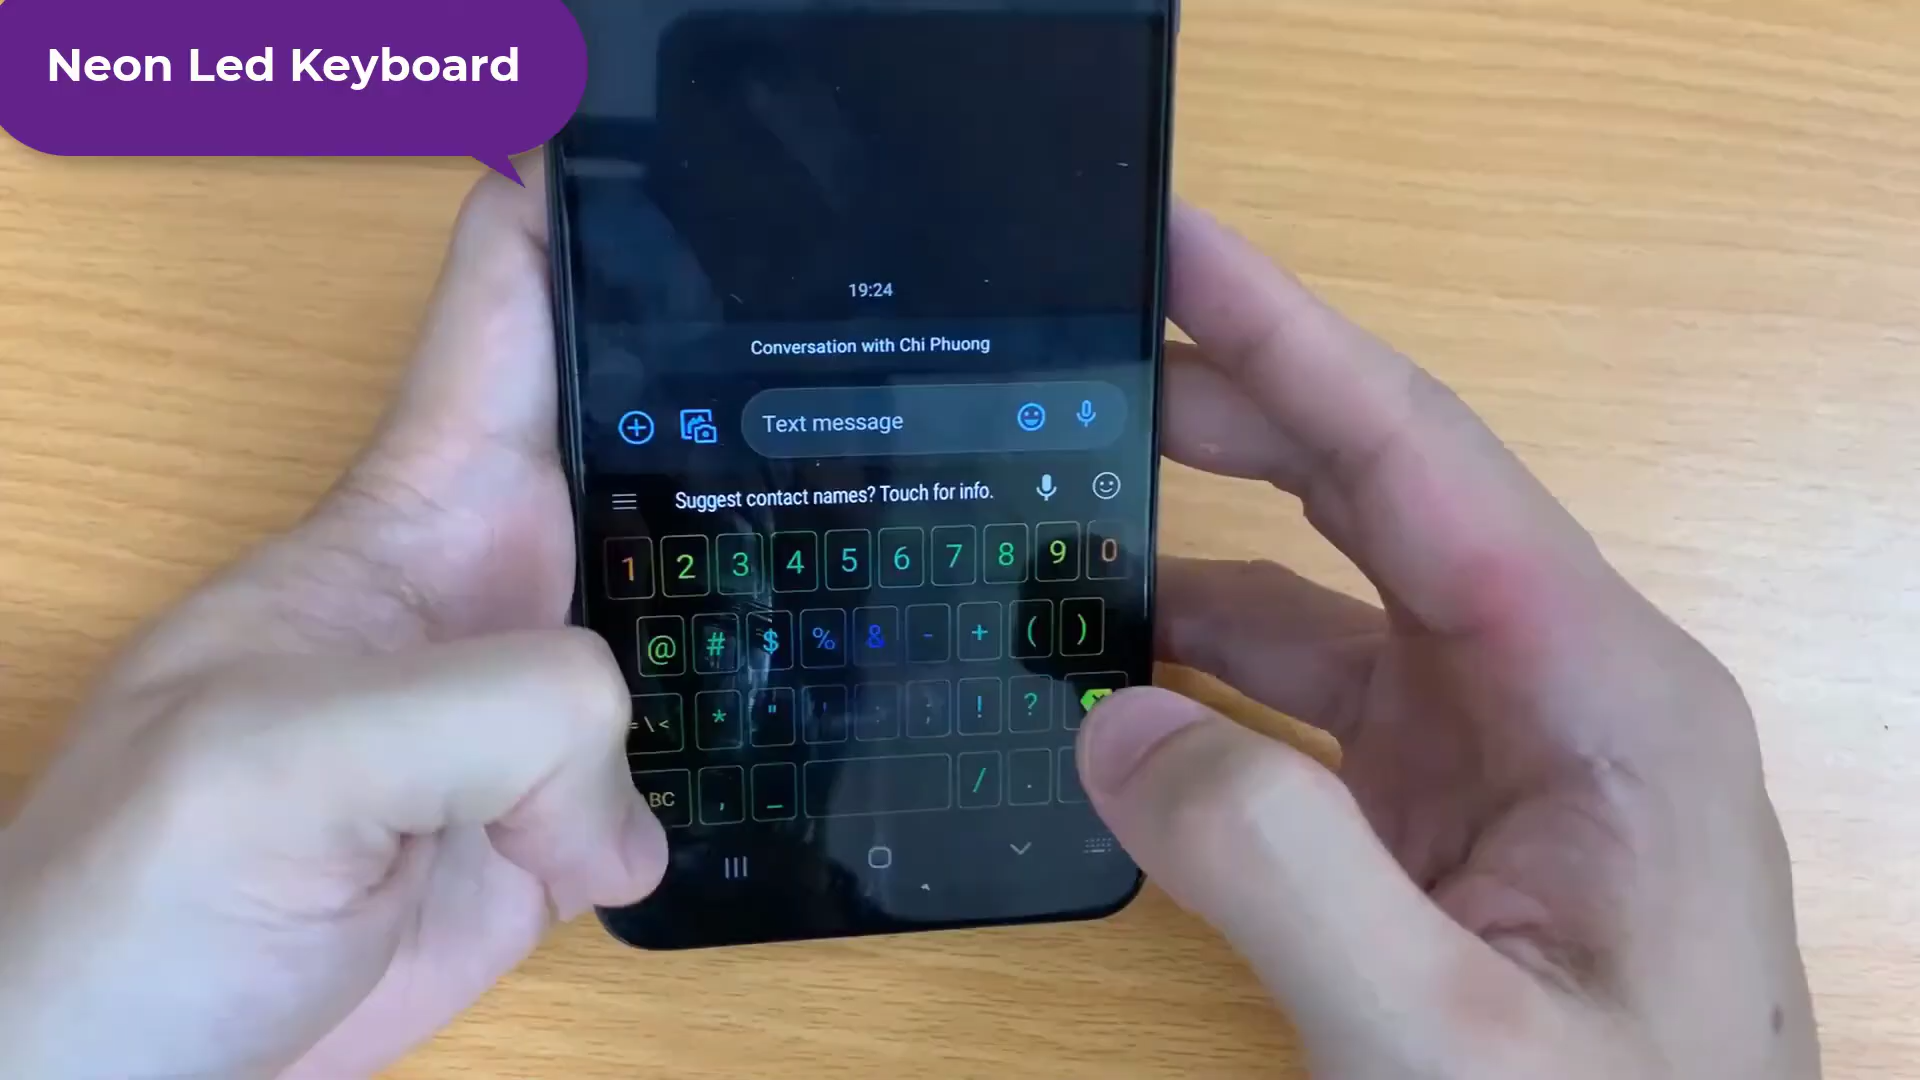 Neon Led Keyboard
19:24
Conversation with Chi Phuong
Text message
Suggest contact names? Touch for info.
1 2 3 4 5 6 7 8 9 0
@ # $ % & - + ( )
=\< * " ' : ; ! ?
BC , _ / .